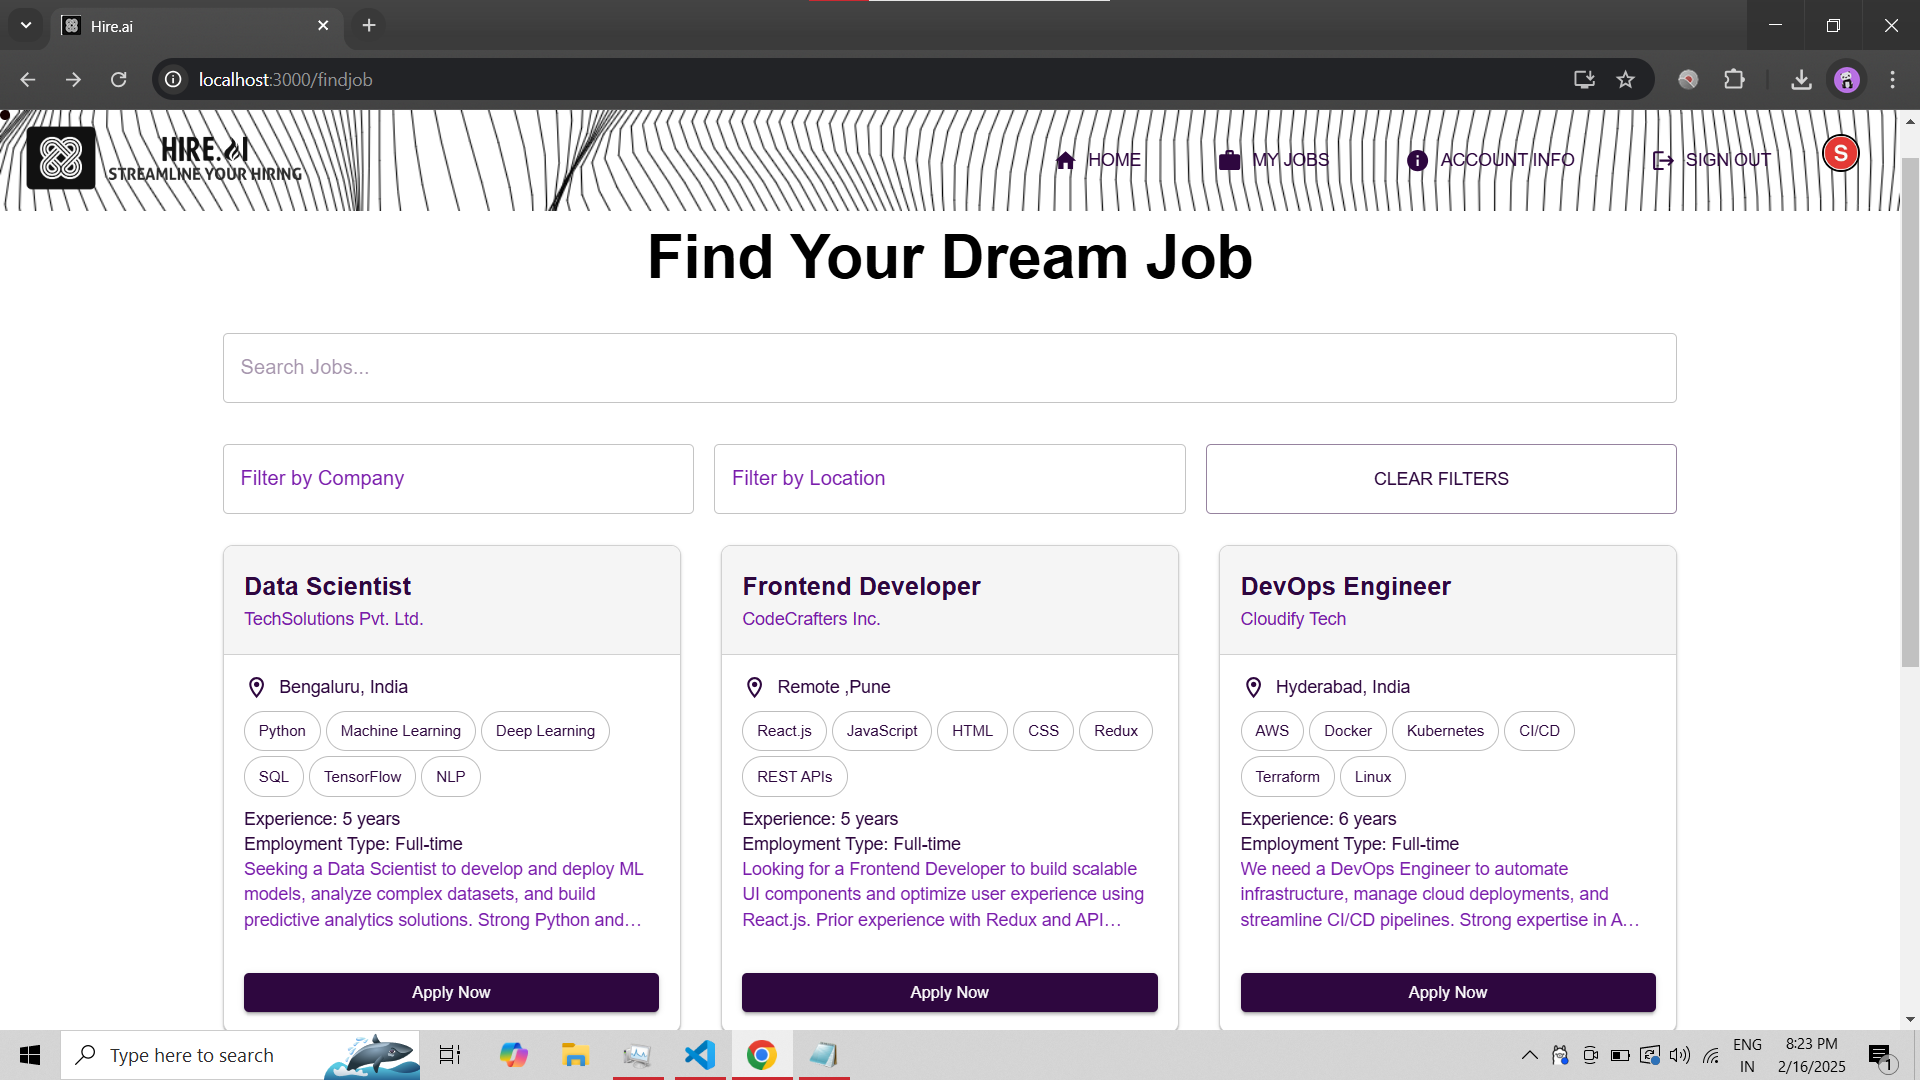 Hire.ai
localhost:3000/findjob
HIRE.AI
STREAMLINE YOUR HIRING
HOME
MY JOBS
ACCOUNT INFO
SIGN OUT
S
Find Your Dream Job
Search Jobs...
Filter by Company
Filter by Location
CLEAR FILTERS
Data Scientist
TechSolutions Pvt. Ltd.
Bengaluru, India
Python Machine Learning Deep Learning
SQL TensorFlow NLP
Experience: 5 years
Employment Type: Full-time
Seeking a Data Scientist to develop and deploy ML
models, analyze complex datasets, and build
predictive analytics solutions. Strong Python and…
Apply Now
Frontend Developer
CodeCrafters Inc.
Remote ,Pune
React.js JavaScript HTML CSS Redux
REST APIs
Experience: 5 years
Employment Type: Full-time
Looking for a Frontend Developer to build scalable
UI components and optimize user experience using
React.js. Prior experience with Redux and API…
Apply Now
DevOps Engineer
Cloudify Tech
Hyderabad, India
AWS Docker Kubernetes CI/CD
Terraform Linux
Experience: 6 years
Employment Type: Full-time
We need a DevOps Engineer to automate
infrastructure, manage cloud deployments, and
streamline CI/CD pipelines. Strong expertise in A…
Apply Now
Type here to search
ENG
IN
8:23 PM
2/16/2025
1